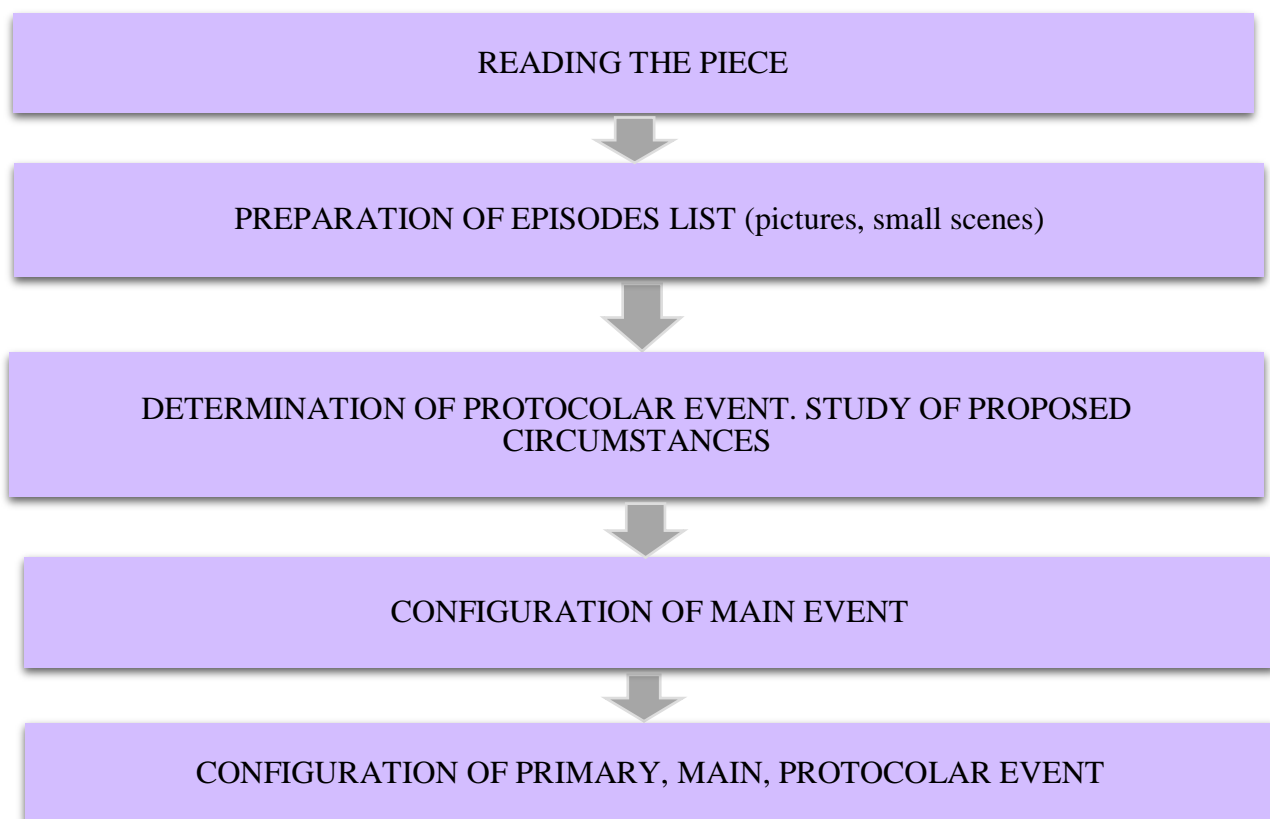 READING THE PIECE
PREPARATION OF EPISODES LIST (pictures, small scenes)
DETERMINATION OF PROTOCOLAR EVENT. STUDY OF PROPOSED
CIRCUMSTANCES
CONFIGURATION OF MAIN EVENT
CONFIGURATION OF PRIMARY, MAIN, PROTOCOLAR EVENT